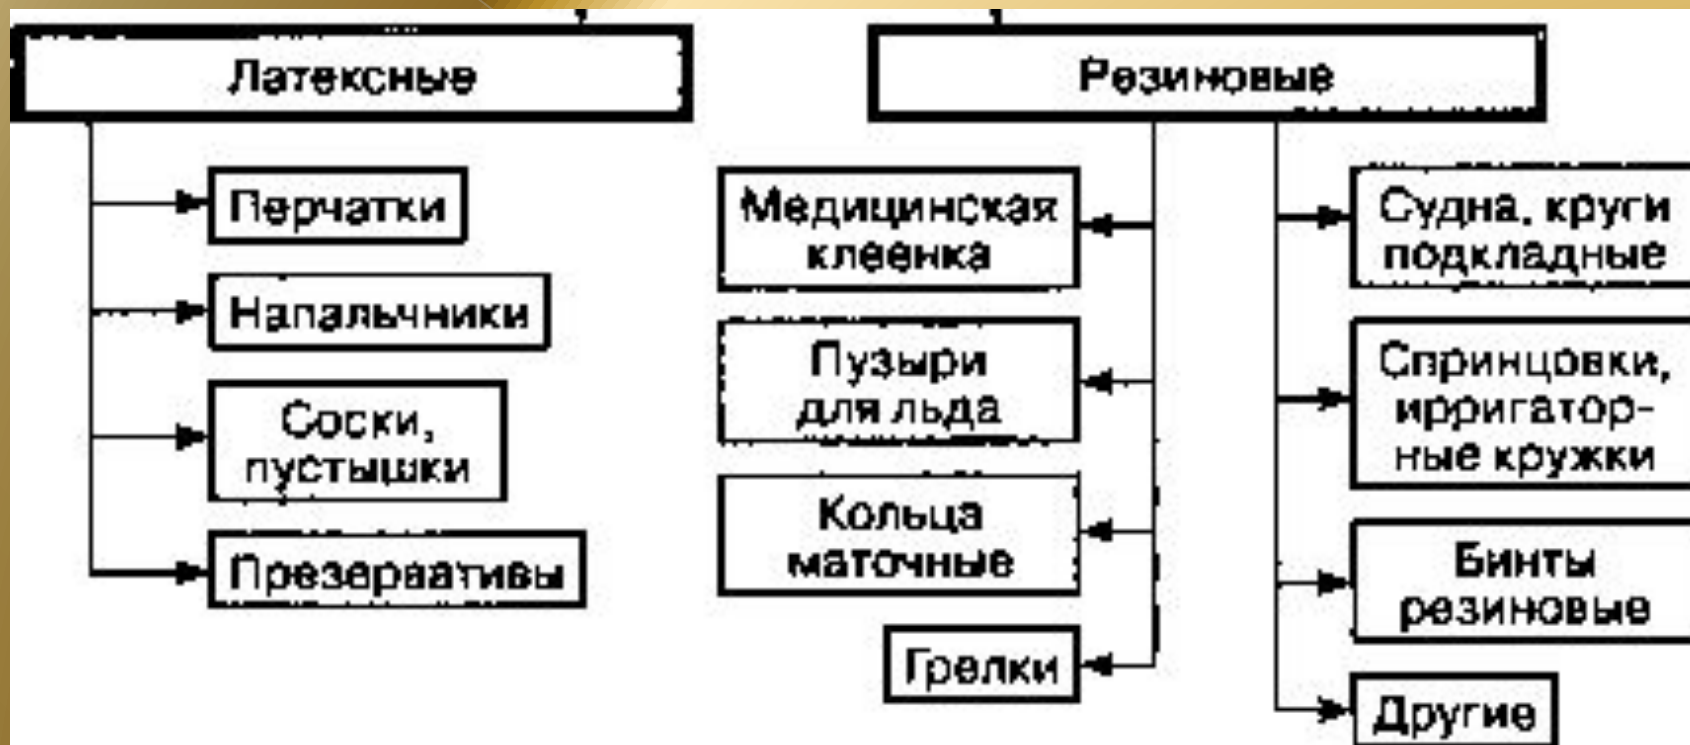 Латексные
Перчатки
Напальчники
Соски,
пустышки
Презервативы
Резиновые
Медицинская
клеенка
Пузыри
для льда
Кольца
маточные
Грелки
Судна, круги
подкладные
Спринцовки,
ирригатор-
ные кружки
Бинты
резиновые
Другие